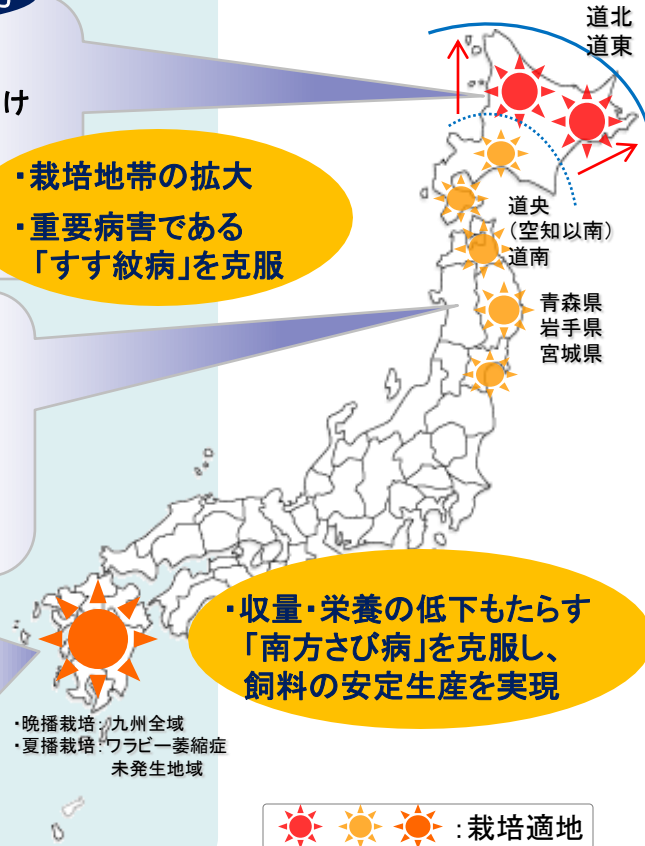 け
道北
道東
・栽培地帯の拡大
・重要病害である
「すす紋病」を克服
道央
(空知以南)
道南
青森県
岩手県
宮城県
・収量・栄養の低下もたらす
「南方さび病」を克服し、
飼料の安定生産を実現
・晩播栽培:九州全域
・夏播栽培:ワラビー萎縮症
未発生地域
:栽培適地